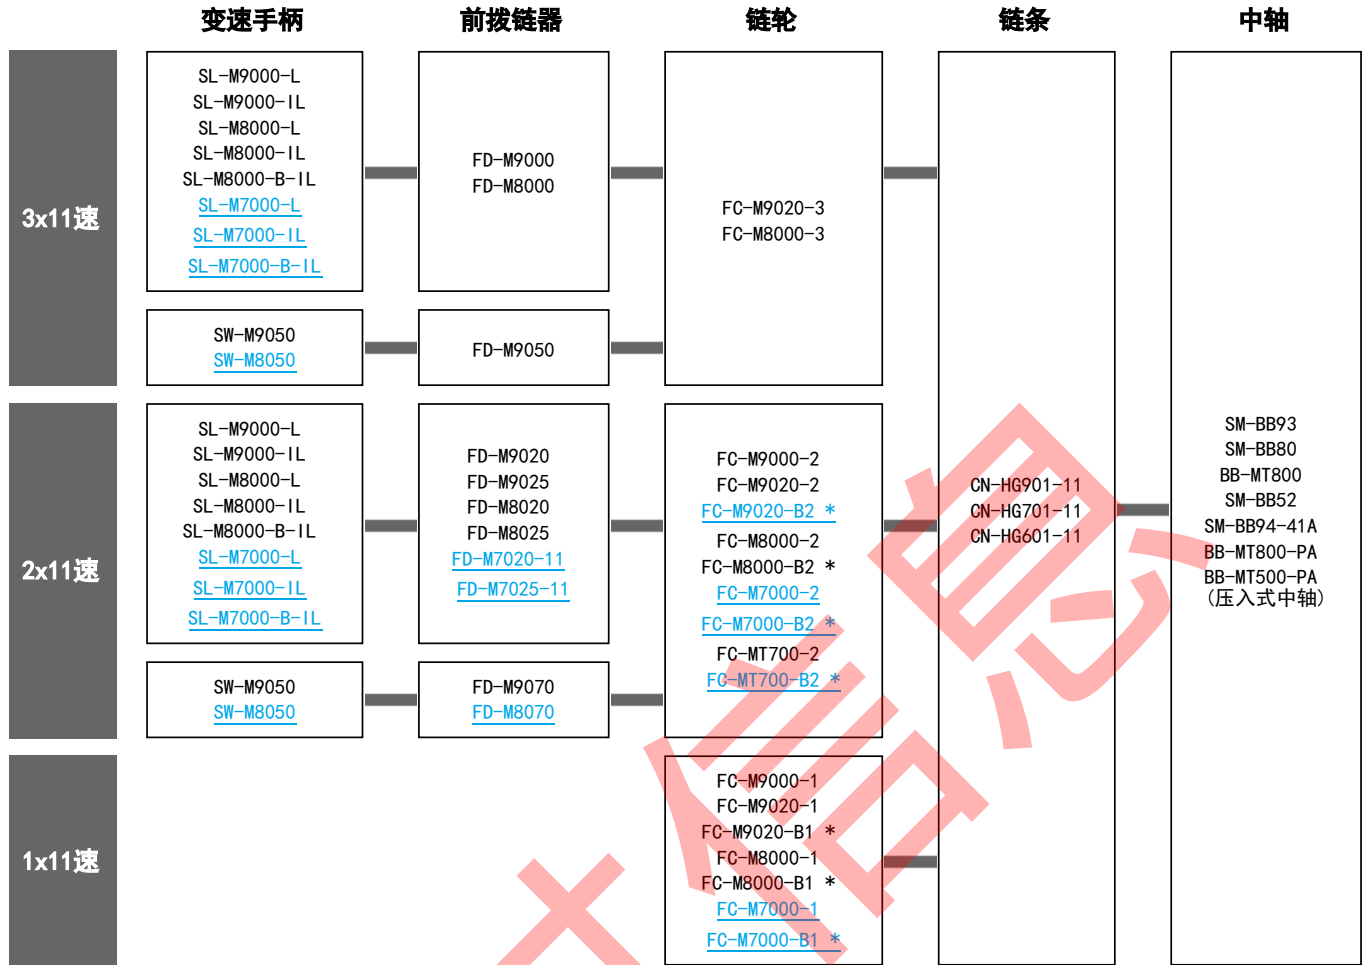 变速手柄
前拨链器
链轮
链条
中轴
3x11速
SL-M9000-L
SL-M9000-IL
SL-M8000-L
SL-M8000-IL
SL-M8000-B-IL
SL-M7000-L
SL-M7000-IL
SL-M7000-B-IL
FD-M9000
FD-M8000
SW-M9050
SW-M8050
FD-M9050
FC-M9020-3
FC-M8000-3
2x11速
SL-M9000-L
SL-M9000-IL
SL-M8000-L
SL-M8000-IL
SL-M8000-B-IL
SL-M7000-L
SL-M7000-IL
SL-M7000-B-IL
FD-M9020
FD-M9025
FD-M8020
FD-M8025
FD-M7020-11
FD-M7025-11
SW-M9050
SW-M8050
FD-M9070
FD-M8070
FC-M9000-2
FC-M9020-2
FC-M9020-B2 *
FC-M8000-2
FC-M8000-B2 *
FC-M7000-2
FC-M7000-B2 *
FC-MT700-2
FC-MT700-B2 *
1x11速
FC-M9000-1
FC-M9020-1
FC-M9020-B1 *
FC-M8000-1
FC-M8000-B1 *
FC-M7000-1
FC-M7000-B1 *
CN-HG901-11
CN-HG701-11
CN-HG601-11
SM-BB93
SM-BB80
BB-MT800
SM-BB52
SM-BB94-41A
BB-MT800-PA
BB-MT500-PA
(压入式中轴)
信息